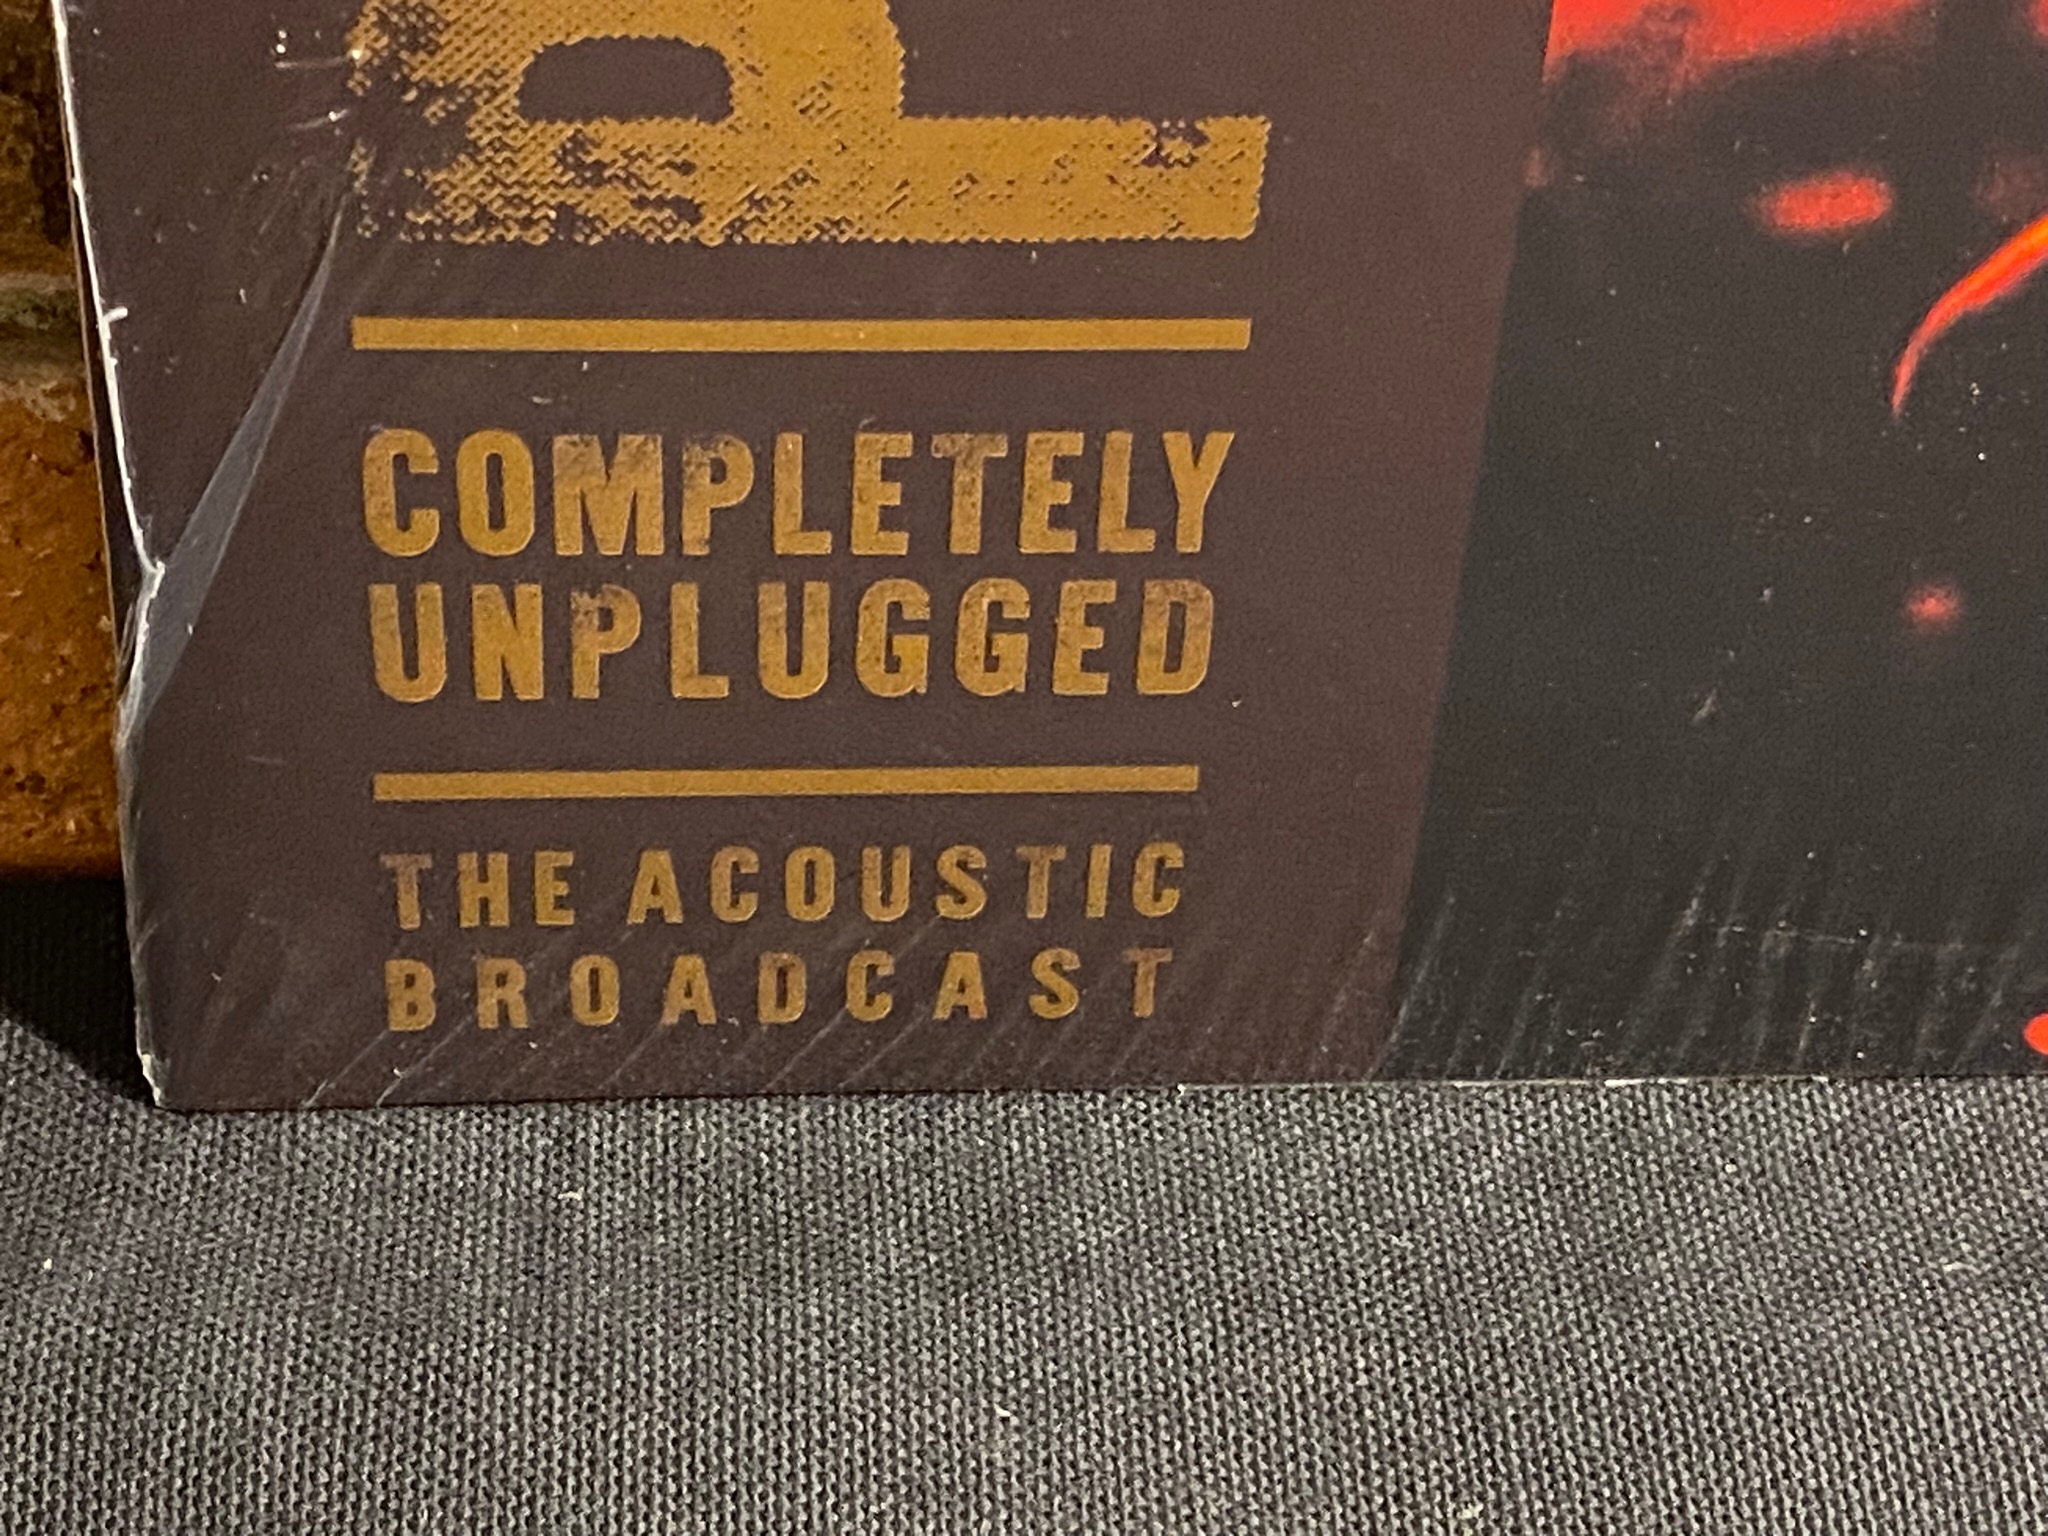 P
COMPLETELY
UNPLUGGED
THE ACOUSTIC
BROADCAST